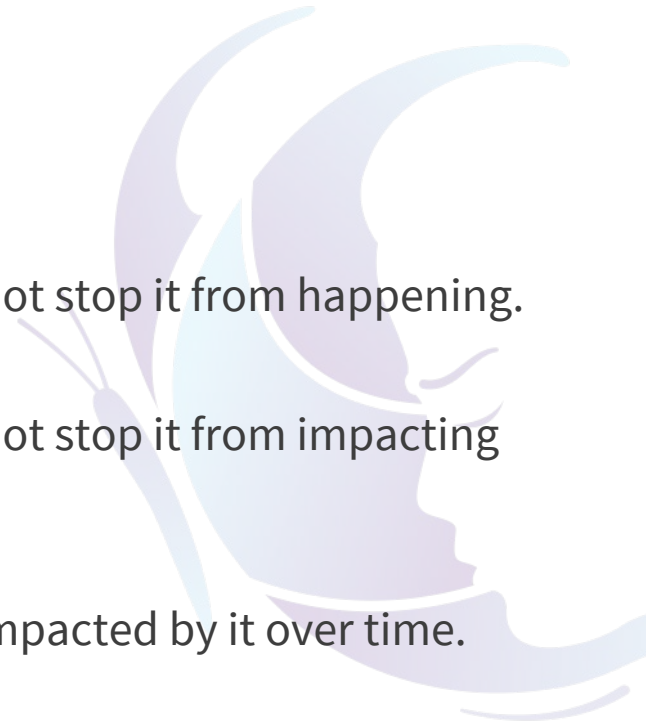 ot stop it from happening.
ot stop it from impacting
mpacted by it over time.